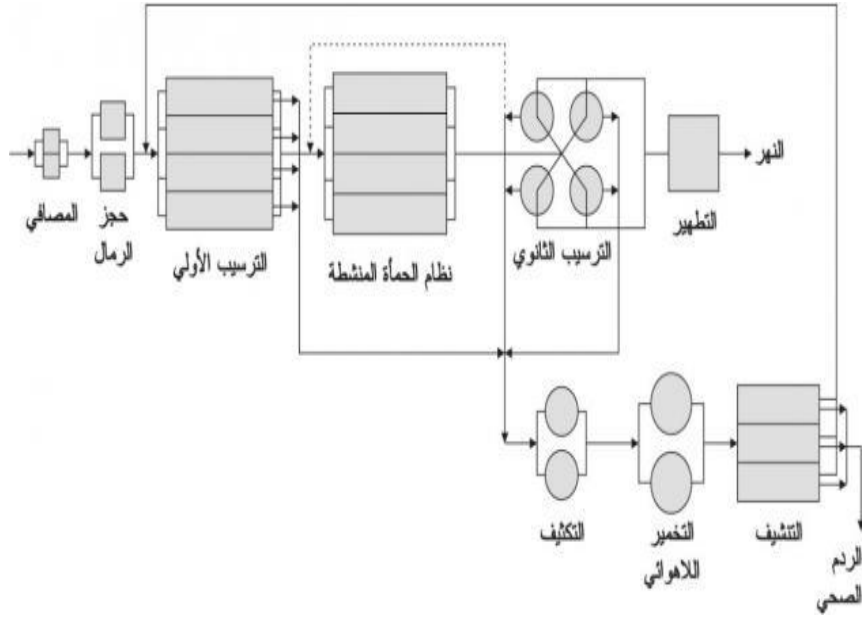 المصافي
حجز
الرمال
الترسيب الأولي
نظام الحمأة المنشطة
الترسيب الثانوي
التطهير
النهر
التكثيف
التخمير
اللاهوائي
التنشيف
الردم
الصحي